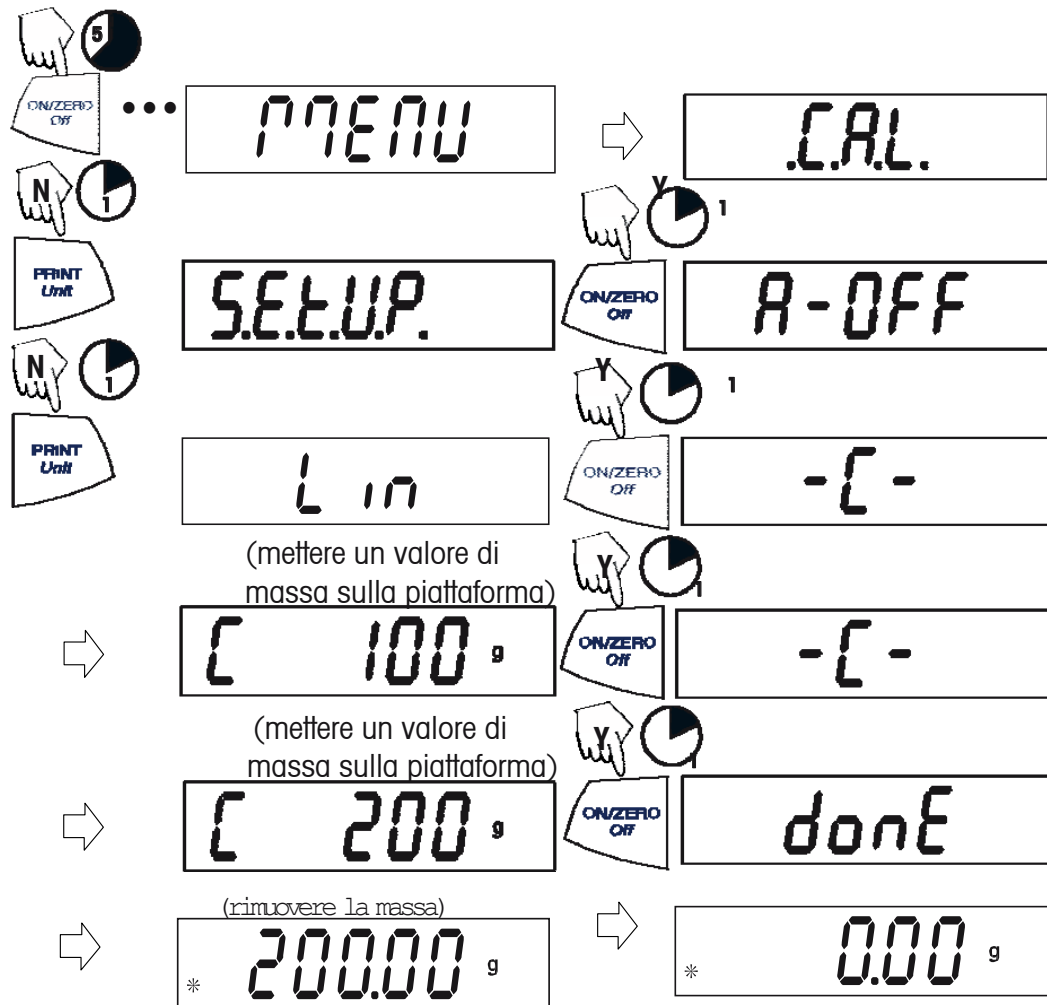 5
ON/ZERO
Off
•••
MENU
.C.A.L.
N
1
Y
1
PRINT
Unit
S.E.t.U.P.
ON/ZERO
Off
A-OFF
N
1
Y
1
PRINT
Unit
Lin
ON/ZERO
Off
-C-
(mettere un valore di
massa sulla piattaforma)
Y
1
C 100 g
ON/ZERO
Off
-C-
(mettere un valore di
massa sulla piattaforma)
Y
1
C 200 g
ON/ZERO
Off
donE
(rimuovere la massa)
* 200.00 g
* 0.00 g